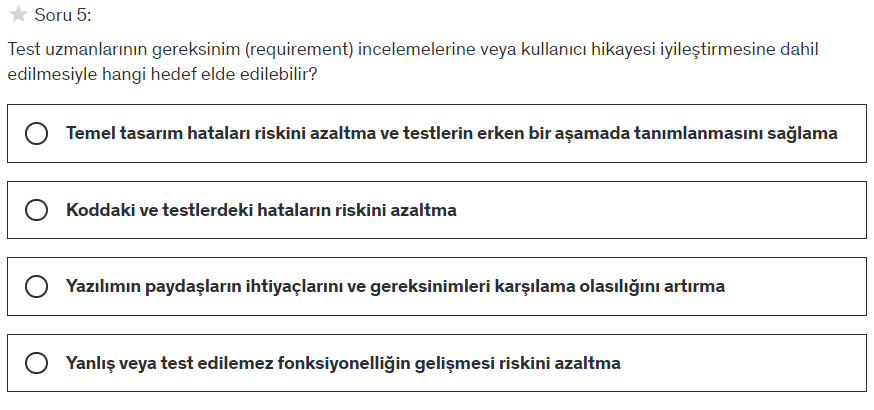 Soru 5:
Test uzmanlarının gereksinim (requirement) incelemelerine veya kullanıcı hikayesi iyileştirmesine dahil
edilmesiyle hangi hedef elde edilebilir?
Temel tasarım hataları riskini azaltma ve testlerin erken bir aşamada tanımlanmasını sağlama
Koddaki ve testlerdeki hataların riskini azaltma
Yazılımın paydaşların ihtiyaçlarını ve gereksinimleri karşılama olasılığını artırma
Yanlış veya test edilemez fonksiyonelliğin gelişmesi riskini azaltma